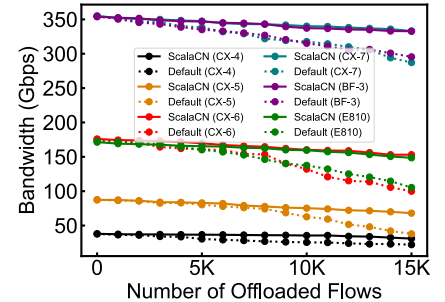 350
300
250
200
150
100
50
Bandwidth (Gbps)
ScalaCN (CX-4)
Default (CX-4)
ScalaCN (CX-5)
Default (CX-5)
ScalaCN (CX-6)
Default (CX-6)
ScalaCN (CX-7)
Default (CX-7)
ScalaCN (BF-3)
Default (BF-3)
ScalaCN (E810)
Default (E810)
0 5K 10K 15K
Number of Offloaded Flows